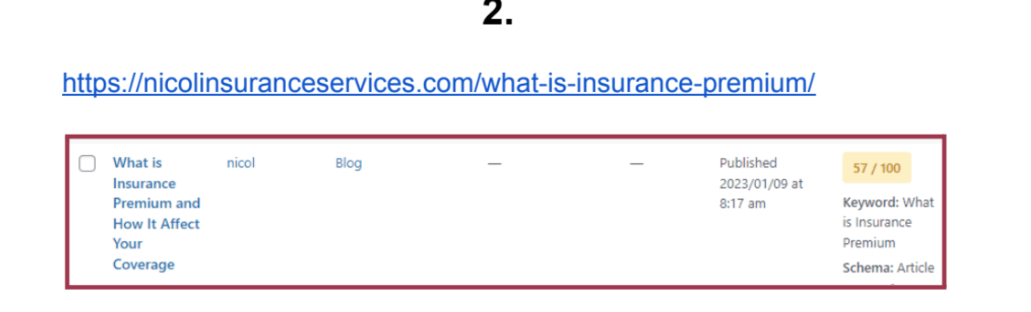 2.
https://nicolinsuranceservices.com/what-is-insurance-premium/
What is
Insurance
Premium and
How It Affect
Your
Coverage
nicol
Blog
—
—
Published
2023/01/09 at
8:17 am
57 / 100
Keyword: What
is Insurance
Premium
Schema: Article